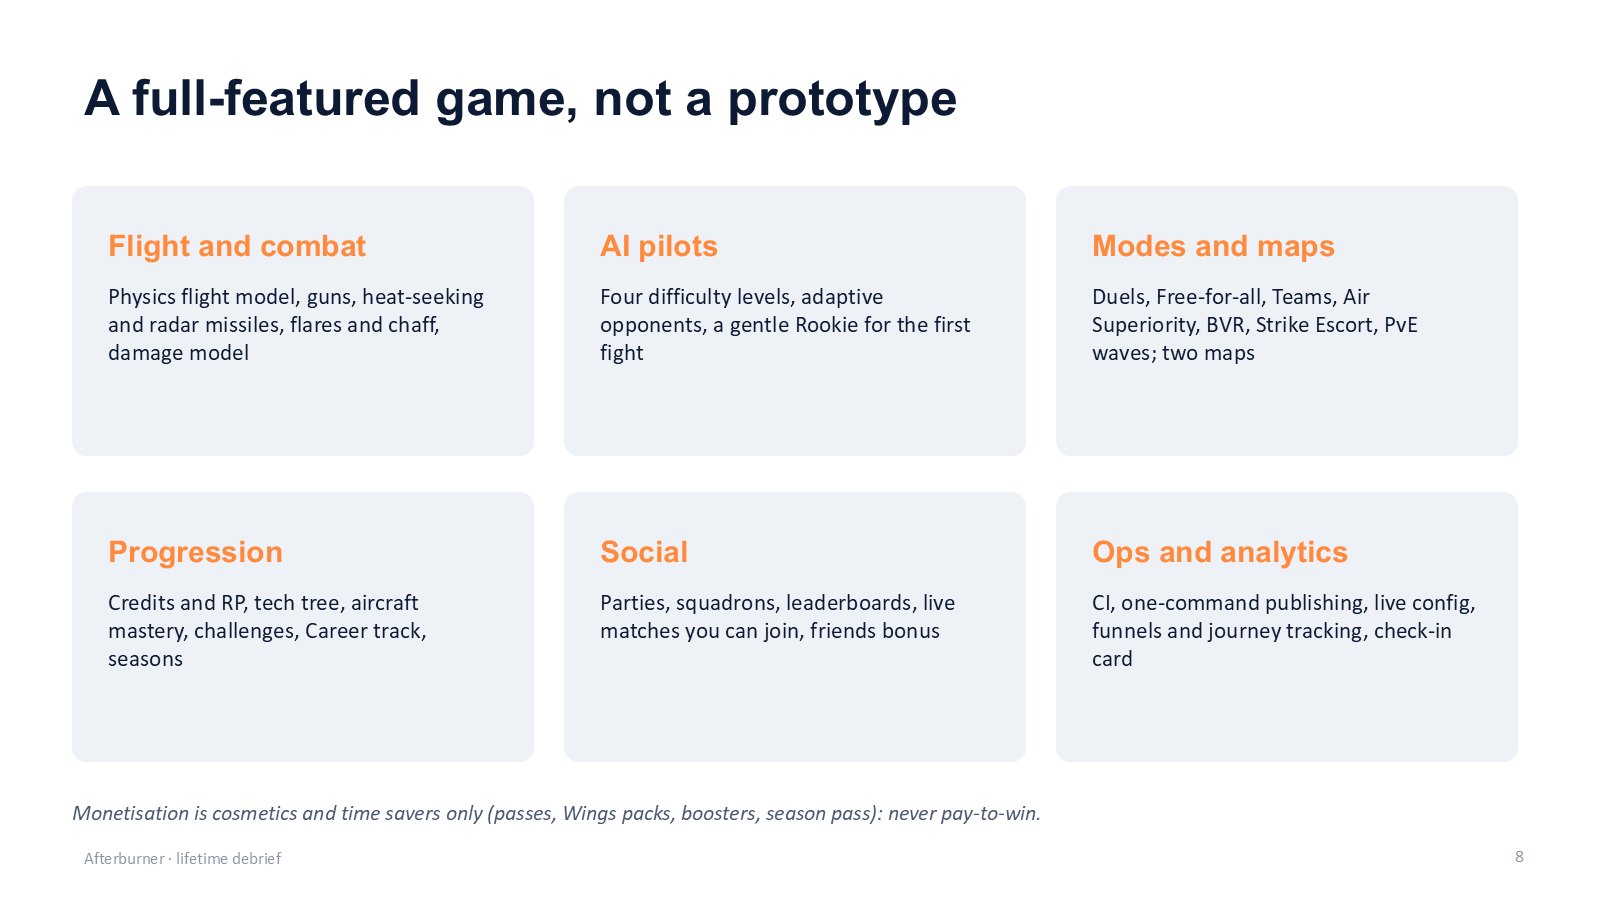 A full-featured game, not a prototype
Flight and combat
Physics flight model, guns, heat-seeking
and radar missiles, flares and chaff,
damage model
AI pilots
Four difficulty levels, adaptive
opponents, a gentle Rookie for the first
fight
Modes and maps
Duels, Free-for-all, Teams, Air
Superiority, BVR, Strike Escort, PvE
waves; two maps
Progression
Credits and RP, tech tree, aircraft
mastery, challenges, Career track,
seasons
Social
Parties, squadrons, leaderboards, live
matches you can join, friends bonus
Ops and analytics
CI, one-command publishing, live config,
funnels and journey tracking, check-in
card
Monetisation is cosmetics and time savers only (passes, Wings packs, boosters, season pass): never pay-to-win.
Afterburner · lifetime debrief
8